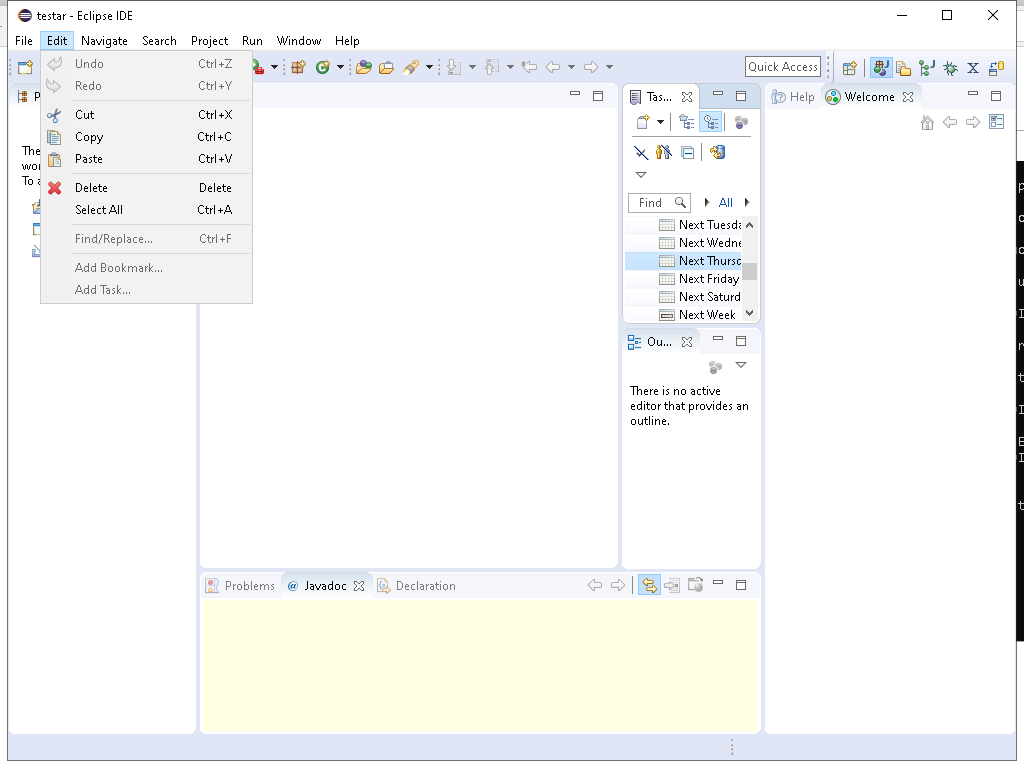 testar - Eclipse IDE
File Edit Navigate Search Project Run Window Help
Undo Ctrl+Z
Redo Ctrl+Y
Cut Ctrl+X
Copy Ctrl+C
Paste Ctrl+V
Delete Delete
Select All Ctrl+A
Find/Replace... Ctrl+F
Add Bookmark...
Add Task...
Quick Access
P
The
wor
To a
Tas...
Find
All
Next Tuesda
Next Wedne
Next Thursd
Next Friday
Next Saturd
Next Week
Ou...
There is no active
editor that provides an
outline.
Help Welcome
Problems @ Javadoc Declaration